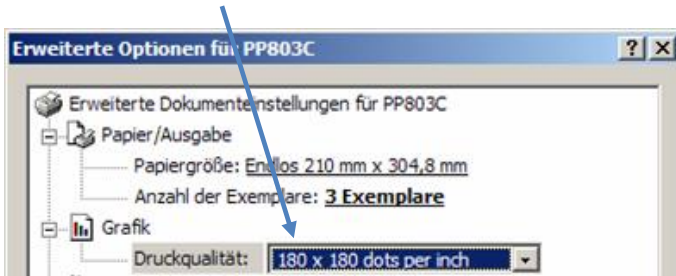 Erweiterte Optionen für PP803C
Erweiterte Dokumenteinstellungen für PP803C
Papier/Ausgabe
Papiergröße: Endlos 210 mm x 304,8 mm
Anzahl der Exemplare: 3 Exemplare
Grafik
Druckqualität: 180 x 180 dots per inch